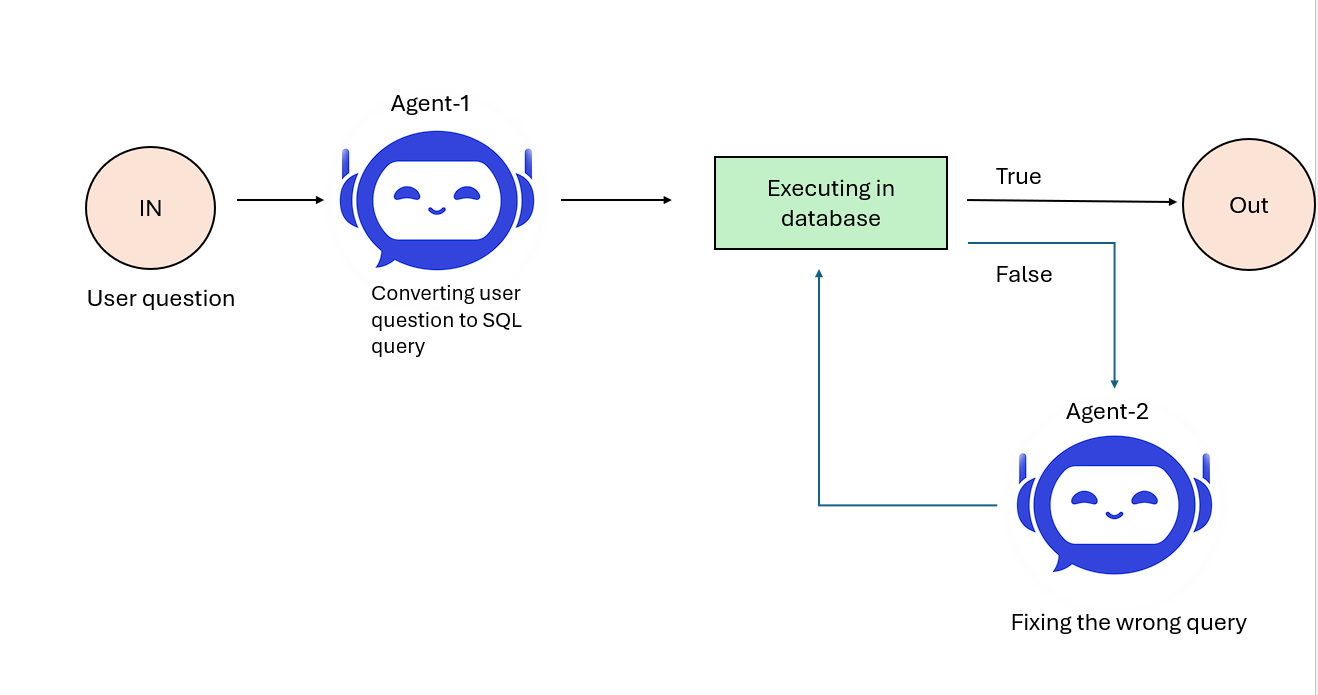 Agent-1
IN
User question
Converting user
question to SQL
query
Executing in
database
True
False
Out
Agent-2
Fixing the wrong query